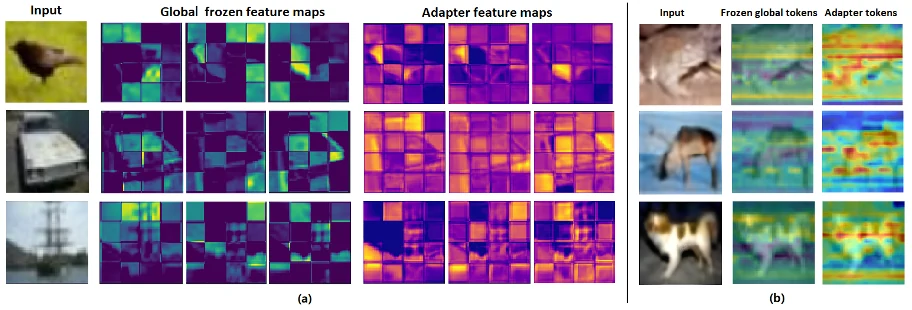 Input
Global frozen feature maps
Adapter feature maps
Input
Frozen global tokens
Adapter tokens
(a)
(b)